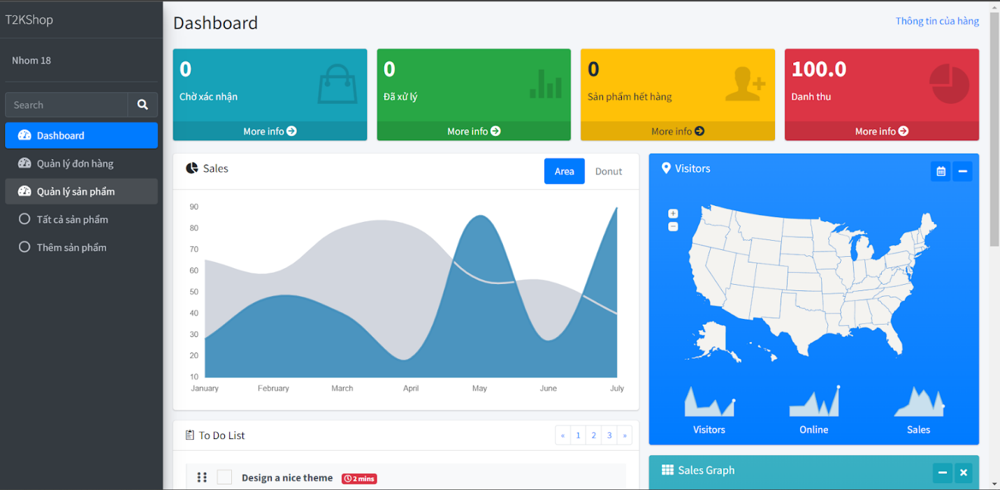 T2KShop
Nhom 18
Search
Dashboard
Quản lý đơn hàng
Quản lý sản phẩm
Tất cả sản phẩm
Thêm sản phẩm
Dashboard
Thông tin của hàng
0
Chờ xác nhận
More info
0
Đã xử lý
More info
0
Sản phẩm hết hàng
More info
100.0
Danh thu
More info
Sales
Area
Donut
90
80
70
60
50
40
30
20
10
January February March April May June July
To Do List
« 1 2 3 »
Design a nice theme 2 mins
Visitors
+
−
Visitors Online Sales
Sales Graph